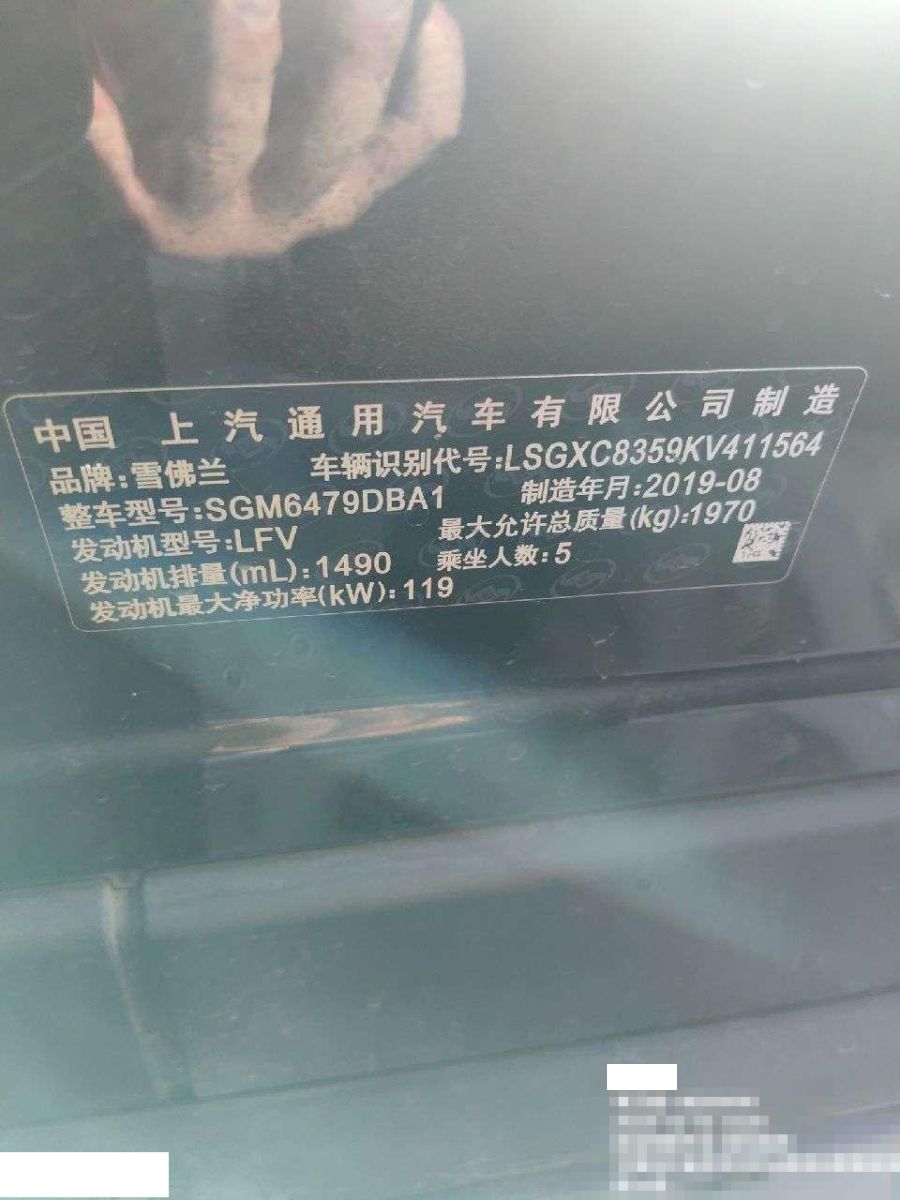 中国 上汽通用汽车有限公司制造
品牌:雪佛兰 车辆识别代号:LSGXC8359KV411564
整车型号:SGM6479DBA1 制造年月:2019-08
发动机型号:LFV 最大允许总质量(kg):1970
发动机排量(mL):1490 乘坐人数:5
发动机最大净功率(kW):119